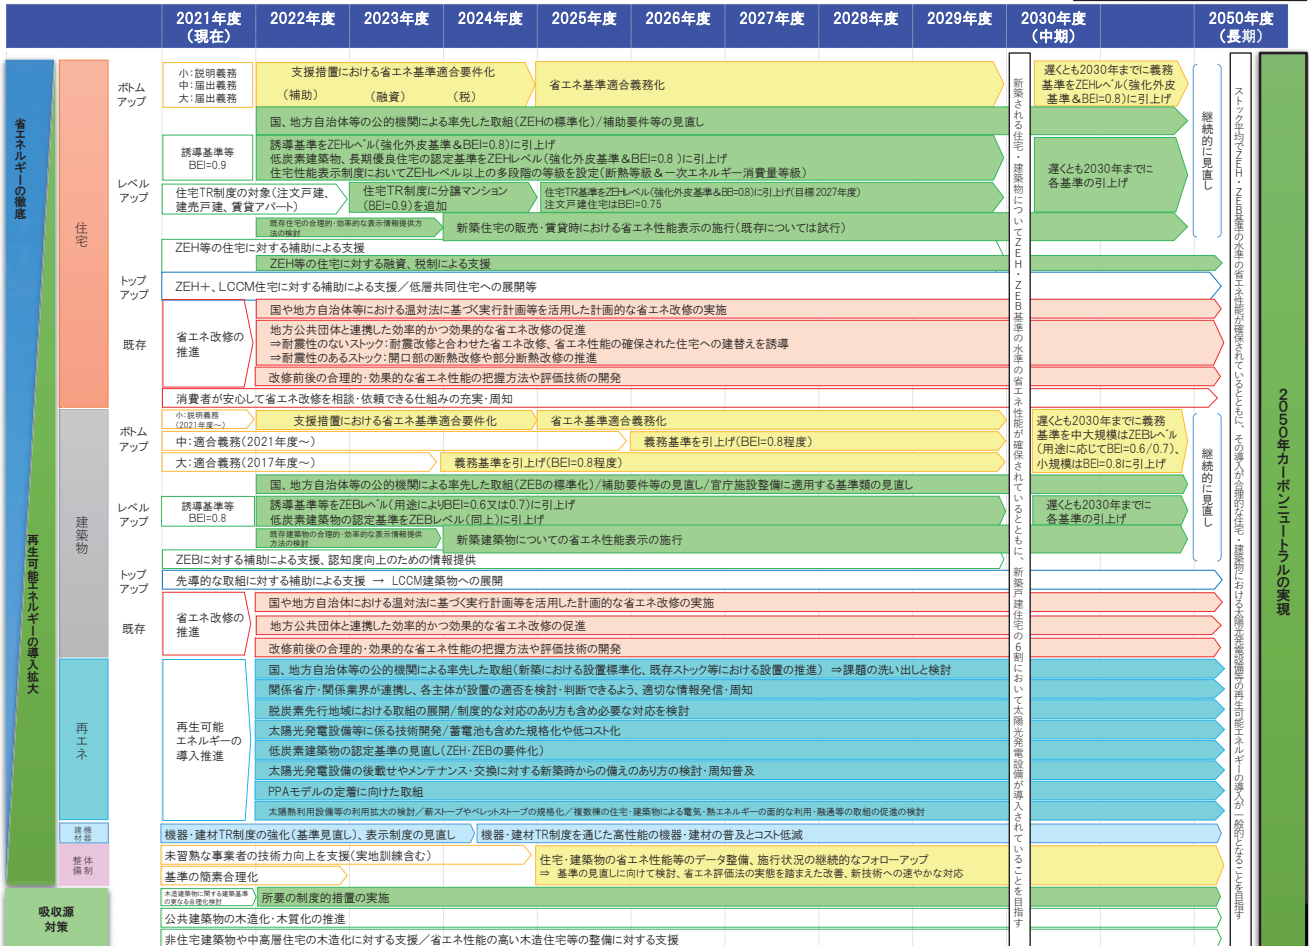 2021年度
(現在)
2022年度
2023年度
2024年度
2025年度
2026年度
2027年度
2028年度
2029年度
2030年度
(中期)
2050年度
(長期)
省エネルギーの徹底
再生可能エネルギーの導入拡大
住宅
ボトム
アップ
小:説明義務
中:届出義務
大:届出義務
支援措置における省エネ基準適合要件化
(補助)
(融資)
(税)
省エネ基準適合義務化
遅くとも2030年までに義務
基準をZEHレベル(強化外皮
基準&BEI=0.8)に引上げ
国、地方自治体等の公的機関による率先した取組(ZEHの標準化)/補助要件等の見直し
レベル
アップ
誘導基準等
BEI=0.9
誘導基準をZEHレベル(強化外皮基準&BEI=0.8)に引上げ
低炭素建築物、長期優良住宅の認定基準をZEHレベル(強化外皮基準&BEI=0.8 )に引上げ
住宅性能表示制度においてZEHレベル以上の多段階の等級を設定(断熱等級&一次エネルギー消費量等級)
遅くとも2030年までに
各基準の引上げ
継続的に見直し
住宅TR制度の対象(注文戸建、
建売戸建、賃貸アパート)
住宅TR制度に分譲マンション
(BEI=0.9)を追加
住宅TR基準をZEHレベル(強化外皮基準&BEI=0.8)に引上げ(目標2027年度)
注文戸建住宅はBEI=0.75
既存住宅の合理的・効率的な表示情報提供方
法の検討
新築住宅の販売・賃貸時における省エネ性能表示の施行(既存については試行)
ZEH等の住宅に対する補助による支援
ZEH等の住宅に対する融資、税制による支援
トップ
アップ
ZEH+、LCCM住宅に対する補助による支援/低層共同住宅への展開等
既存
省エネ改修の
推進
国や地方自治体等における温対法に基づく実行計画等を活用した計画的な省エネ改修の実施
地方公共団体と連携した効率的かつ効果的な省エネ改修の促進
⇒耐震性のないストック:耐震改修と合わせた省エネ改修、省エネ性能の確保された住宅への建替えを誘導
⇒耐震性のあるストック:開口部の断熱改修や部分断熱改修の推進
改修前後の合理的・効果的な省エネ性能の把握方法や評価技術の開発
消費者が安心して省エネ改修を相談・依頼できる仕組みの充実・周知
建築物
ボトム
アップ
小:説明義務
(2021年度~)
支援措置における省エネ基準適合要件化
省エネ基準適合義務化
中:適合義務(2021年度~)
義務基準を引上げ(BEI=0.8程度)
大:適合義務(2017年度~)
義務基準を引上げ(BEI=0.8程度)
遅くとも2030年までに義務
基準を中大規模はZEBレベル
(用途に応じてBEI=0.6/0.7)、
小規模はBEI=0.8に引上げ
国、地方自治体等の公的機関による率先した取組(ZEBの標準化)/補助要件等の見直し/官庁施設整備に適用する基準類の見直し
レベル
アップ
誘導基準等
BEI=0.8
誘導基準等をZEBレベル(用途によりBEI=0.6又は0.7)に引上げ
低炭素建築物の認定基準をZEBレベル(同上)に引上げ
遅くとも2030年までに
各基準の引上げ
継続的に見直し
既存建築物の合理的・効率的な表示情報提供
方法の検討
新築建築物についての省エネ性能表示の施行
ZEBに対する補助による支援、認知度向上のための情報提供
トップ
アップ
先導的な取組に対する補助による支援 → LCCM建築物への展開
既存
省エネ改修の
推進
国や地方自治体における温対法に基づく実行計画等を活用した計画的な省エネ改修の実施
地方公共団体と連携した効率的かつ効果的な省エネ改修の促進
改修前後の合理的・効果的な省エネ性能の把握方法や評価技術の開発
再エネ
再生可能
エネルギーの
導入推進
国、地方自治体等の公的機関による率先した取組(新築における設置標準化、既存ストック等における設置の推進) ⇒課題の洗い出しと検討
関係省庁・関係業界が連携し、各主体が設置の適否を検討・判断できるよう、適切な情報発信・周知
脱炭素先行地域における取組の展開/制度的な対応のあり方も含め必要な対応を検討
太陽光発電設備等に係る技術開発/蓄電池も含めた規格化や低コスト化
低炭素建築物の認定基準の見直し(ZEH・ZEBの要件化)
太陽光発電設備の後載せやメンテナンス・交換に対する新築時からの備えのあり方の検討・周知普及
PPAモデルの定着に向けた取組
太陽熱利用設備等の利用拡大の検討/薪ストーブやペレットストーブの規格化/複数棟の住宅・建築物による電気・熱エネルギーの面的な利用・融通等の取組の促進の検討
建材
機器
機器・建材TR制度の強化(基準見直し)、表示制度の見直し
機器・建材TR制度を通じた高性能の機器・建材の普及とコスト低減
整備
体制
未習熟な事業者の技術力向上を支援(実地訓練含む)
基準の簡素合理化
住宅・建築物の省エネ性能等のデータ整備、施行状況の継続的なフォローアップ
⇒ 基準の見直しに向けて検討、省エネ評価法の実態を踏まえた改善、新技術への速やかな対応
吸収源
対策
木造建築物に関する建築基準
の更なる合理化検討
所要の制度的措置の実施
公共建築物の木造化・木質化の推進
非住宅建築物や中高層住宅の木造化に対する支援/省エネ性能の高い木造住宅等の整備に対する支援
新築される住宅・建築物についてZEH・ZEB基準の水準の省エネ性能が確保されているとともに、新築戸建住宅の6割において太陽光発電設備が導入されていることを目指す
ストック平均でZEH・ZEB基準の水準の省エネ性能が確保されているとともに、その導入が合理的な住宅・建築物における太陽光発電設備等の再生可能エネルギーの導入が一般的となることを目指す
2050年カーボンニュートラルの実現